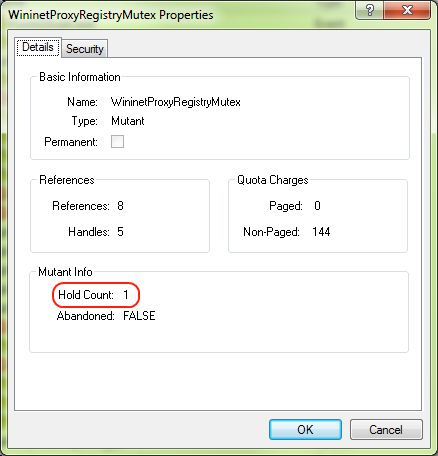 WininetProxyRegistryMutex Properties
Details Security
Basic Information
Name: WininetProxyRegistryMutex
Type: Mutant
Permanent:
References
References: 8
Handles: 5
Quota Charges
Paged: 0
Non-Paged: 144
Mutant Info
Hold Count: 1
Abandoned: FALSE
OK Cancel